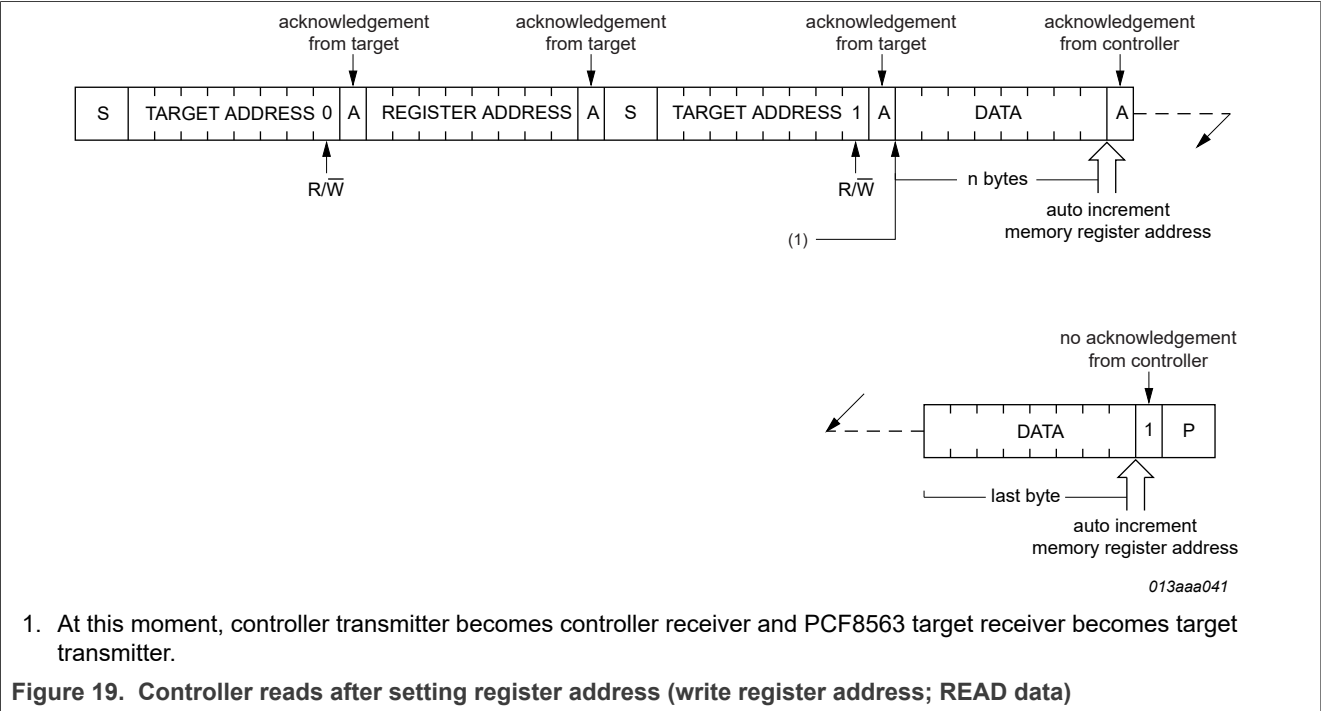 acknowledgement acknowledgement acknowledgement acknowledgement
from target from target from target from controller
S TARGET ADDRESS 0 A REGISTER ADDRESS A S TARGET ADDRESS 1 A DATA A
R/W̅ R/W̅ n bytes
auto increment
memory register address
(1)
no acknowledgement
from controller
DATA 1 P
last byte
auto increment
memory register address
013aaa041
1. At this moment, controller transmitter becomes controller receiver and PCF8563 target receiver becomes target
transmitter.
Figure 19. Controller reads after setting register address (write register address; READ data)